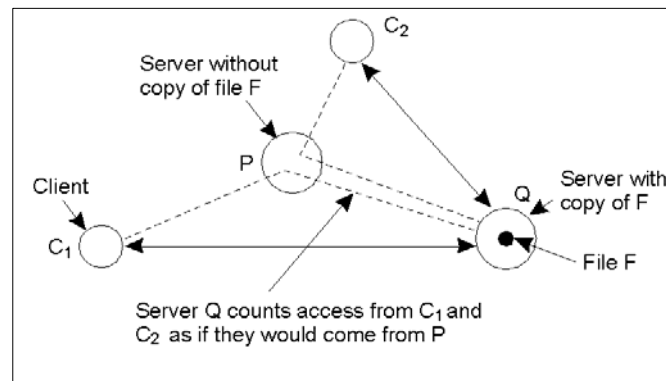 C2
Server without
copy of file F
P
Client
Q
Server with
copy of F
C1
File F
Server Q counts access from C1 and
C2 as if they would come from P